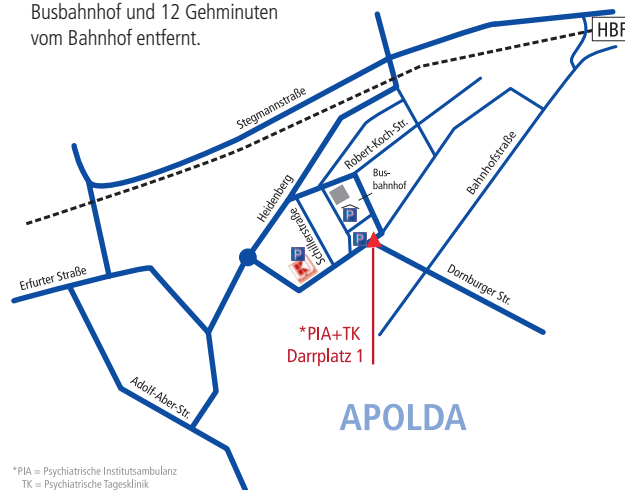 Busbahnhof und 12 Gehminuten
vom Bahnhof entfernt.
HBF
Stegmannstraße
Robert-Koch-Str.
Bahnhofstraße
Heidenberg
Bus-
bahnhof
P
Schillerstraße
P
P
K
Erfurter Straße
Dornburger Str.
*PIA+TK
Darrplatz 1
Adolf-Aber-Str.
APOLDA
*PIA = Psychiatrische Institutsambulanz
TK = Psychiatrische Tagesklinik